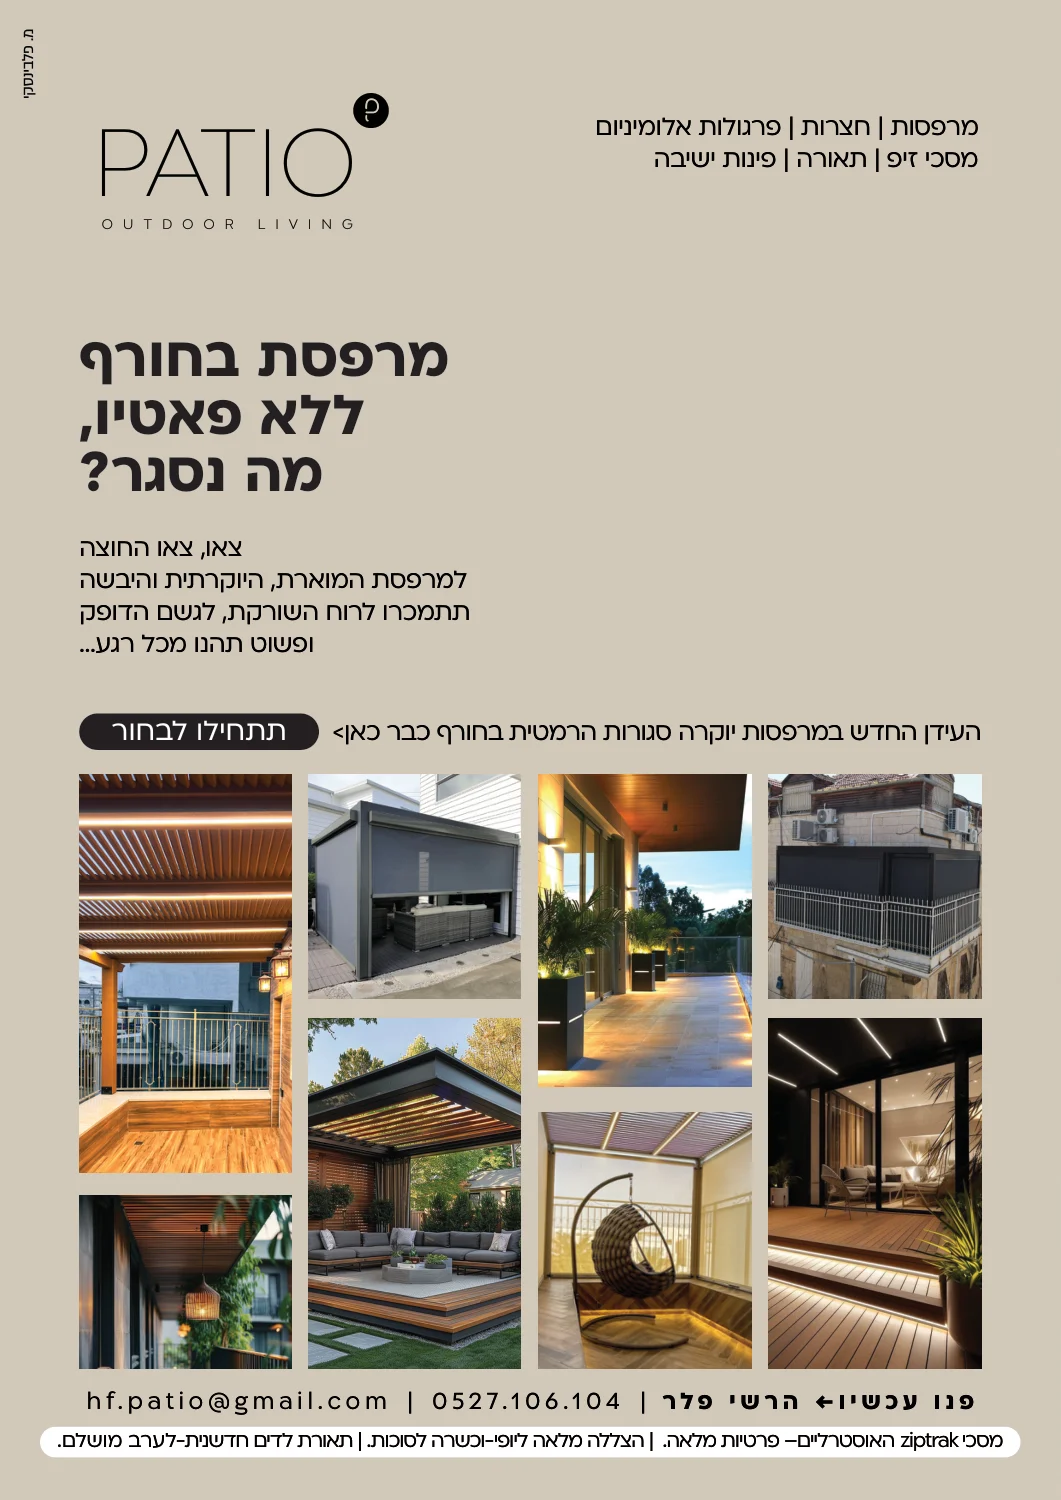 מ. פלבינסקי
PATIO
OUTDOOR LIVING
מרפסות | חצרות | פרגולות אלומיניום
מסכי זיפ | תאורה | פינות ישיבה
מרפסת בחורף
ללא פאטיו,
מה נסגר?
צאו, צאו החוצה
למרפסת המוארת, היוקרתית והיבשה
תתמכרו לרוח השורקת, לגשם הדופק
ופשוט תהנו מכל רגע...
העידן החדש במרפסות יוקרה סגורות הרמטית בחורף כבר כאן>
תתחילו לבחור
פנו עכשיו← הרשי פלר | 0527.106.104 | hf.patio@gmail.com
מסכי ziptrak האוסטרליים– פרטיות מלאה. | הצללה מלאה ליופי-וכשרה לסוכות. | תאורת לדים חדשנית-לערב מושלם.